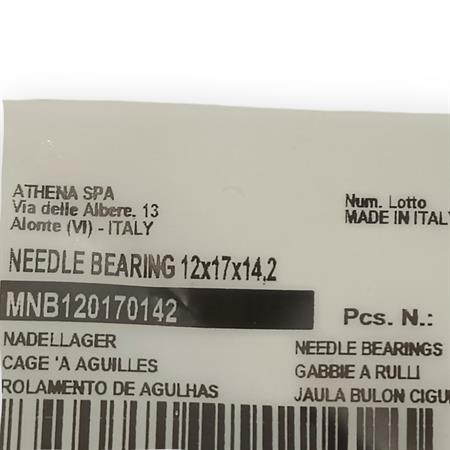 ATHENA SPA
Via delle Albere, 13
Alonte (VI) - ITALY
Num. Lotto
MADE IN ITALY
NEEDLE BEARING 12x17x14,2
MNB120170142
Pcs. N.:
NADELLAGER
CAGE 'A AGUILLES
ROLAMENTO DE AGULHAS
NEEDLE BEARINGS
GABBIE A RULLI
JAULA BULON CIGU